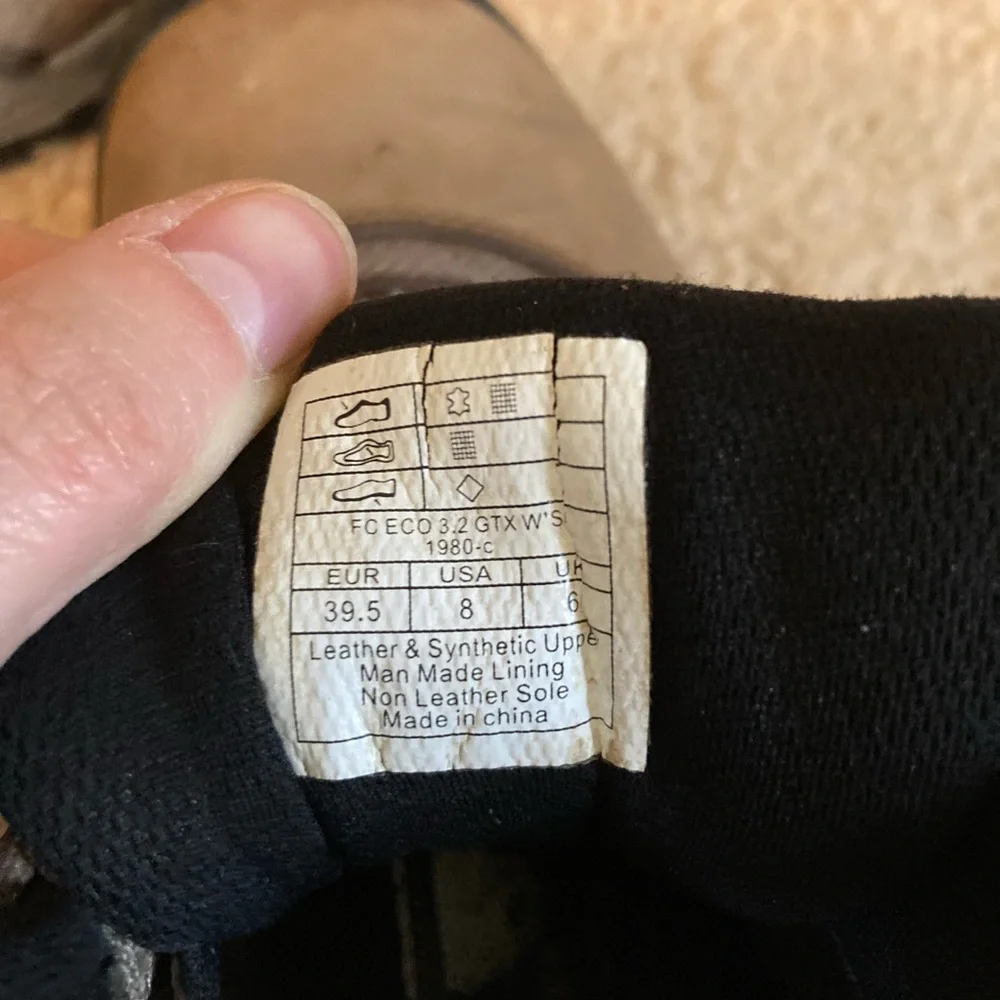 FC ECO 3.2 GTX W'S
1980-c
EUR USA
39.5 8 6
Leather & Synthetic Uppe
Man Made Lining
Non Leather Sole
Made in china